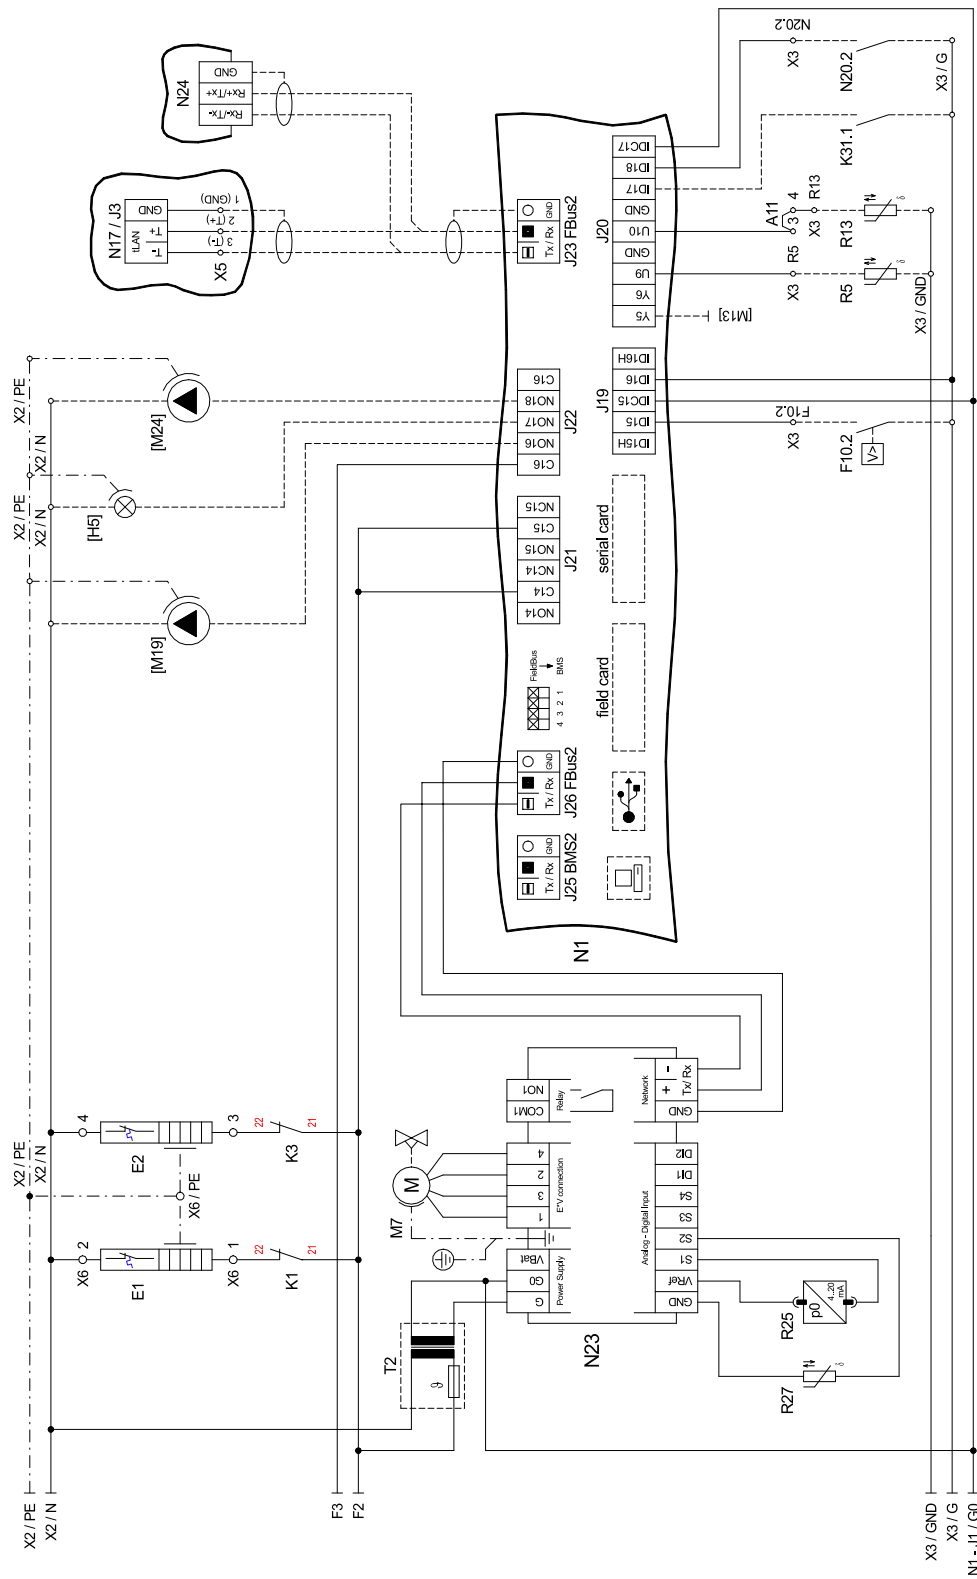 X2 / PE
X2 / N
F3
F2
X3 / GND
X3 / G
N1 - J1 / G0
X6 2
E1
X6 1
22
21
K1
X2 / PE
X2 / N
4
E2
3
22
21
K3
X6 / PE
T2
ϑ
M7
M
N23
G
G0
VBat
Power Supply
1
3
2
4
E*V connection
COM1
NO1
Relay
GND
VRef
S1
S2
S3
S4
DI1
DI2
Analog - Digital Input
GND
+
-
Tx/ Rx
Network
R27
δ
R25
p0
4..20
mA
N1
J25 BMS2
Tx / Rx
GND
J26 FBus2
Tx / Rx
GND
4 3 2 1
FieldBus
BMS
field card
serial card
J21
NO14
C14
NC14
NO15
C15
NC15
J22
C16
NO16
NO17
NO18
C16
[M19]
X2 / PE
X2 / N
[H5]
X2 / PE
X2 / N
[M24]
J19
ID15H
ID15
IDC15
ID16
ID16H
X3
F10.2
F10.2
V>
J20
Y5
Y6
U9
GND
U10
GND
ID17
ID18
IDC17
[M13]
J23 FBus2
Tx / Rx
GND
X5
3 (T-)
2 (T+)
1 (GND)
N17 / J3
tLAN
T-
T+
GND
N24
Rx-/Tx-
Rx+/Tx+
GND
X3
R5
R5
δ
X3 / GND
A11
3 4
X3
R13
R13
δ
K31.1
X3
N20.2
N20.2
X3 / G